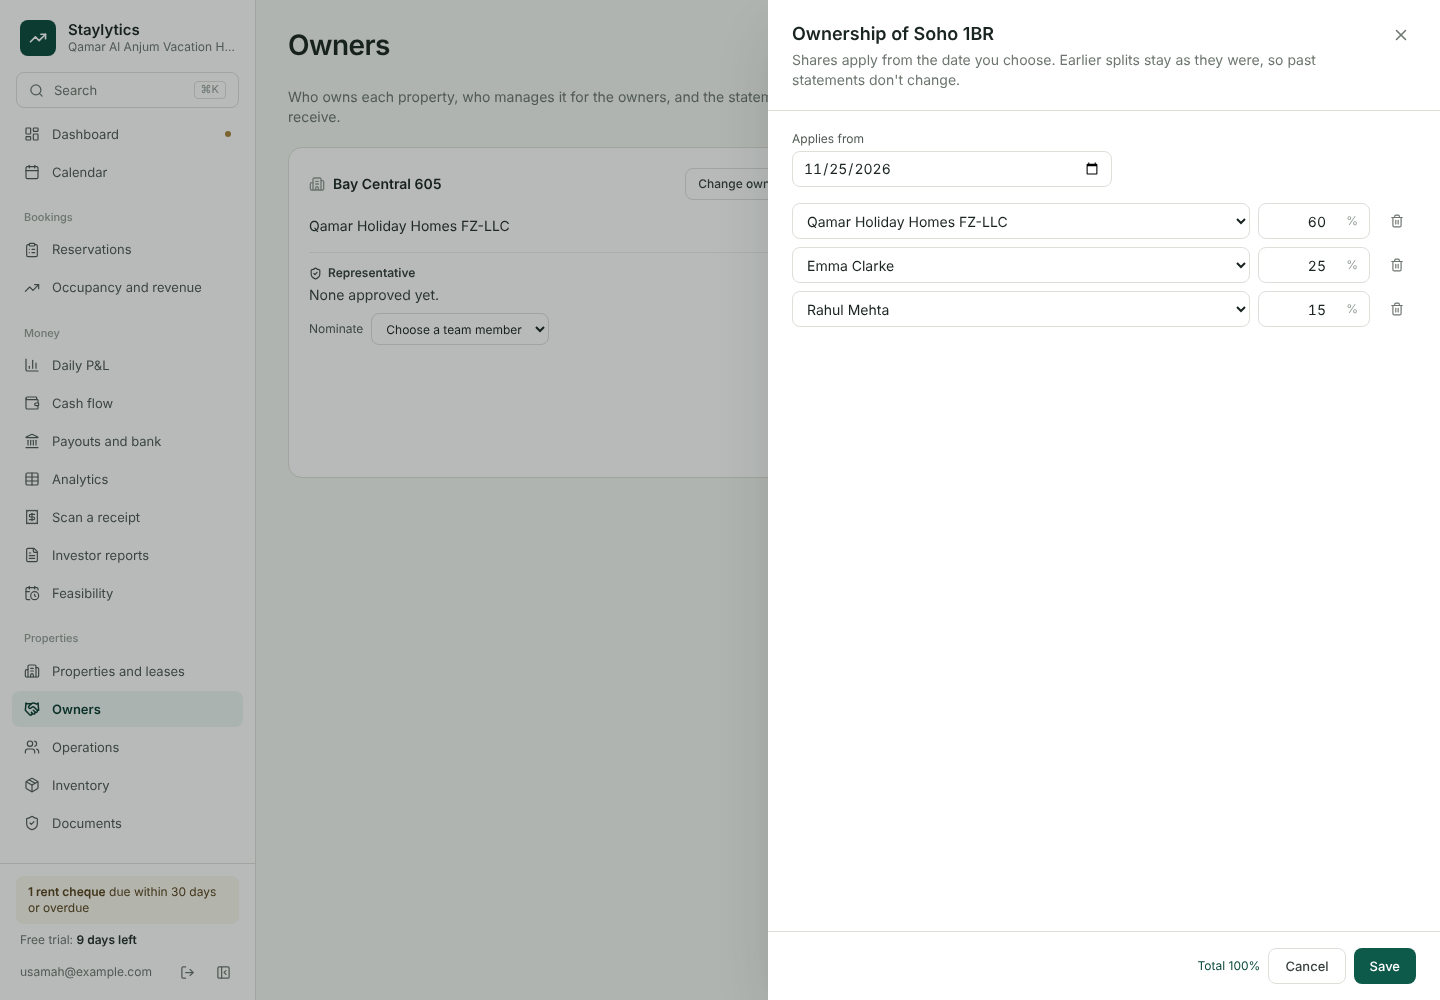 Staylytics
Qamar Al Anjum Vacation H...
Search
⌘K
Dashboard
Calendar
Bookings
Reservations
Occupancy and revenue
Money
Daily P&L
Cash flow
Payouts and bank
Analytics
Scan a receipt
Investor reports
Feasibility
Properties
Properties and leases
Owners
Operations
Inventory
Documents
1 rent cheque due within 30 days
or overdue
Free trial: 9 days left
usamah@example.com
Owners
Who owns each property, who manages it for the owners, and the
receive.
Bay Central 605
Change
Qamar Holiday Homes FZ-LLC
Representative
None approved yet.
Nominate
Choose a team member
Ownership of Soho 1BR
Shares apply from the date you choose. Earlier splits stay as they were, so past
statements don't change.
Applies from
11/25/2026
Qamar Holiday Homes FZ-LLC 60 %
Emma Clarke 25 %
Rahul Mehta 15 %
Total 100%
Cancel
Save